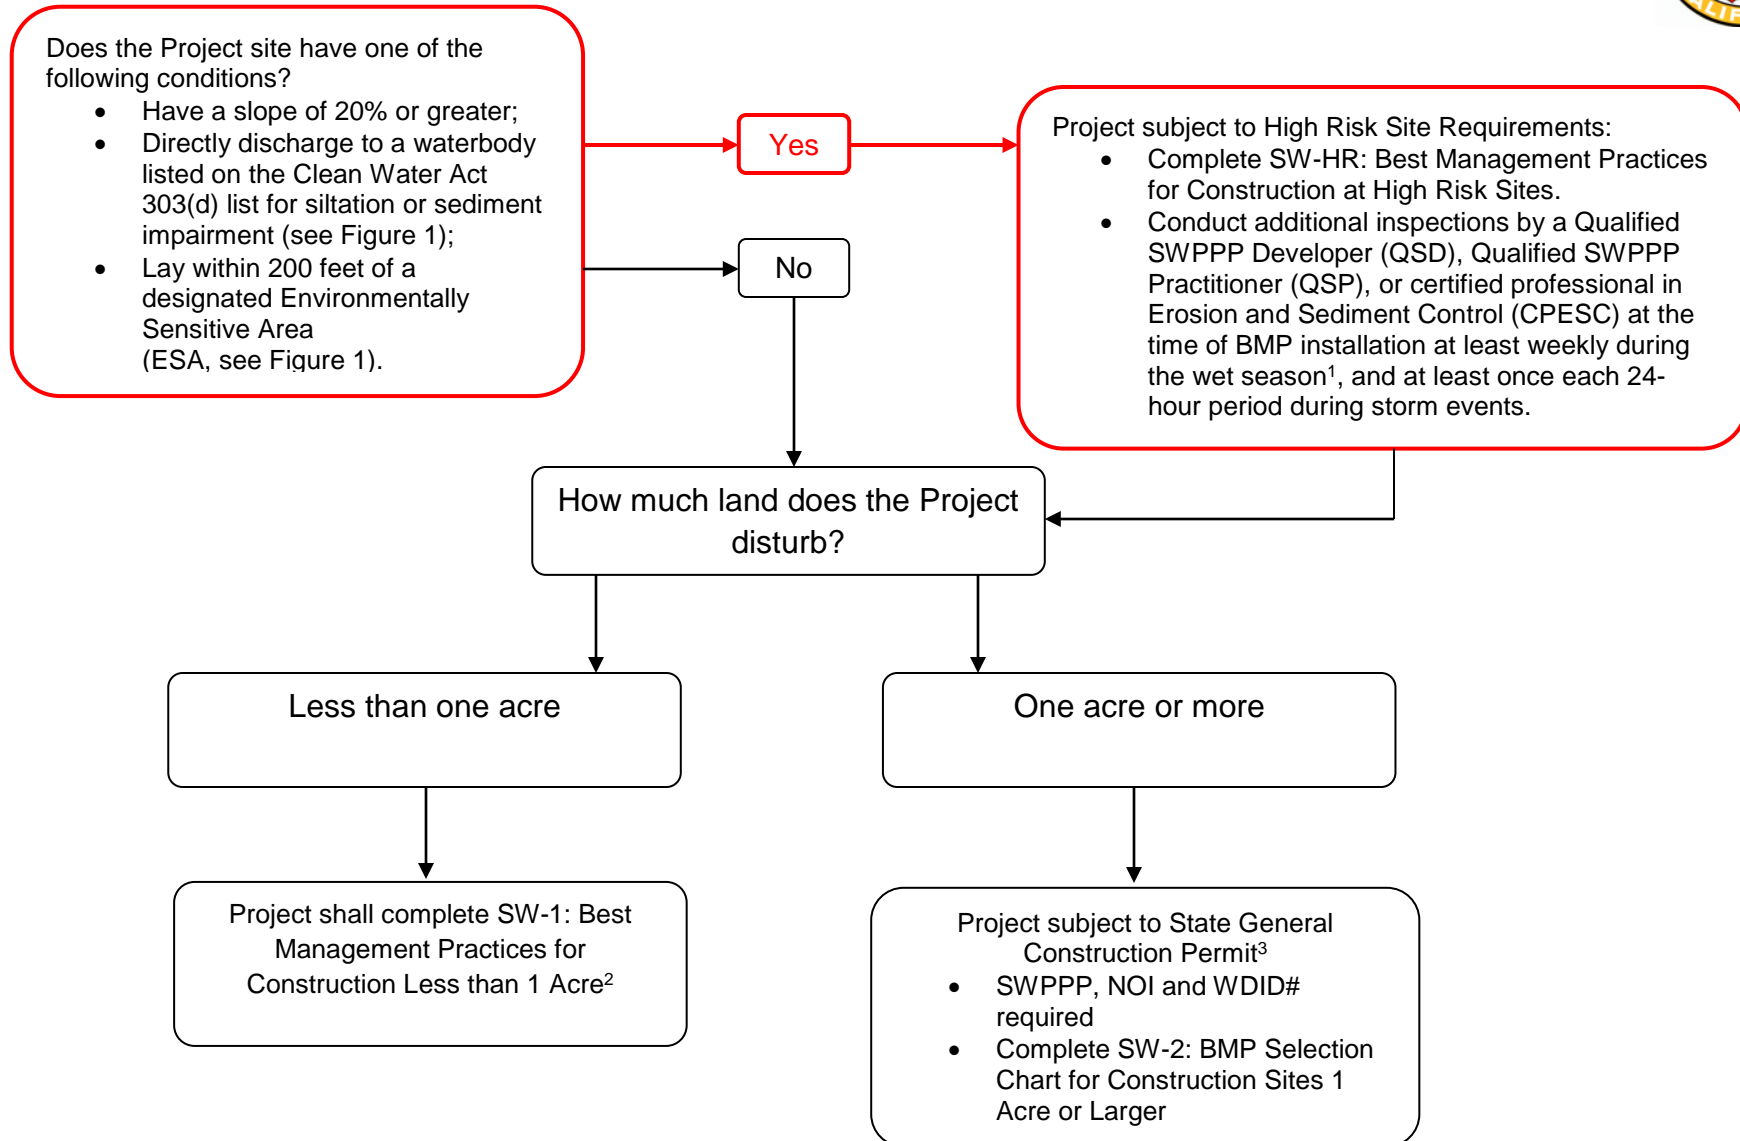 Does the Project site have one of the
following conditions?
• Have a slope of 20% or greater;
• Directly discharge to a waterbody
listed on the Clean Water Act
303(d) list for siltation or sediment
impairment (see Figure 1);
• Lay within 200 feet of a
designated Environmentally
Sensitive Area
(ESA, see Figure 1).
Yes
No
Project subject to High Risk Site Requirements:
• Complete SW-HR: Best Management Practices
for Construction at High Risk Sites.
• Conduct additional inspections by a Qualified
SWPPP Developer (QSD), Qualified SWPPP
Practitioner (QSP), or certified professional in
Erosion and Sediment Control (CPESC) at the
time of BMP installation at least weekly during
the wet season¹, and at least once each 24-
hour period during storm events.
How much land does the Project
disturb?
Less than one acre
One acre or more
Project shall complete SW-1: Best
Management Practices for
Construction Less than 1 Acre²
Project subject to State General
Construction Permit³
• SWPPP, NOI and WDID#
required
• Complete SW-2: BMP Selection
Chart for Construction Sites 1
Acre or Larger